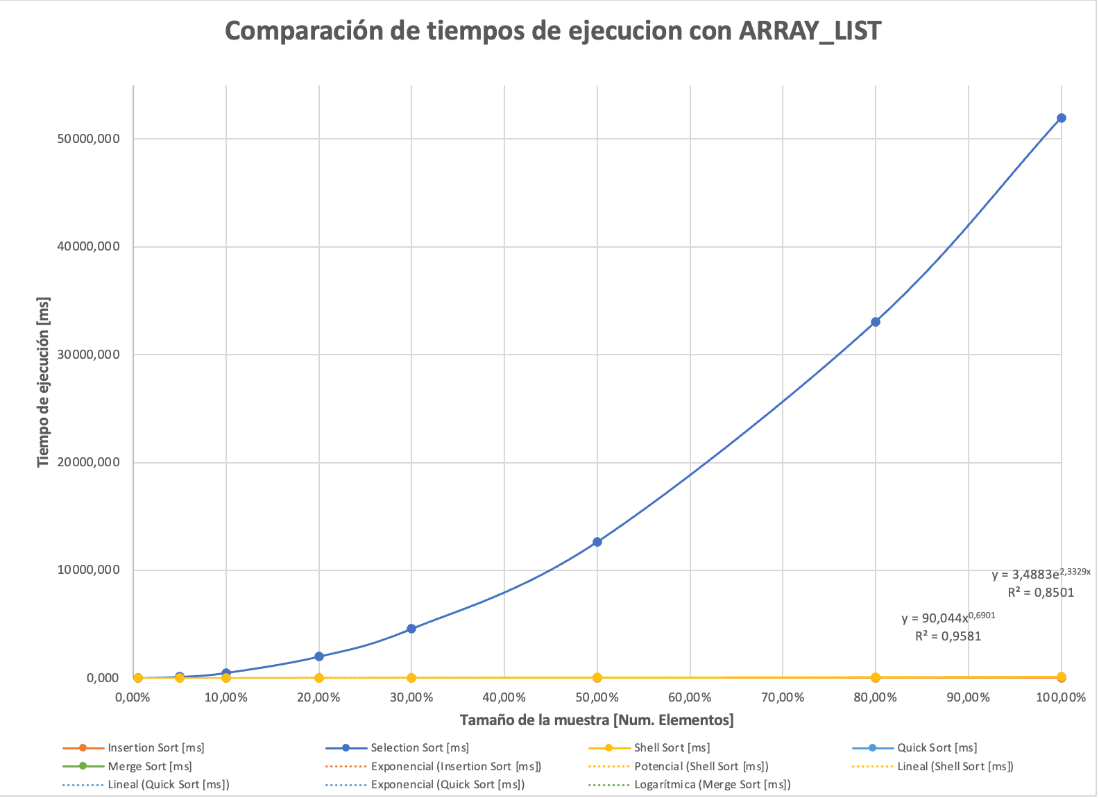 Comparación de tiempos de ejecucion con ARRAY_LIST
50000,000
40000,000
30000,000
20000,000
10000,000
0,000
Tiempo de ejecución [ms]
y = 3,4883e^2,3329x
R² = 0,8501
y = 90,044x^0,6901
R² = 0,9581
0,00% 10,00% 20,00% 30,00% 40,00% 50,00% 60,00% 70,00% 80,00% 90,00% 100,00%
Tamaño de la muestra [Num. Elementos]
Insertion Sort [ms] Selection Sort [ms] Shell Sort [ms] Quick Sort [ms]
Merge Sort [ms] Exponencial (Insertion Sort [ms]) Potencial (Shell Sort [ms]) Lineal (Shell Sort [ms])
Lineal (Quick Sort [ms]) Exponencial (Quick Sort [ms]) Logarítmica (Merge Sort [ms])